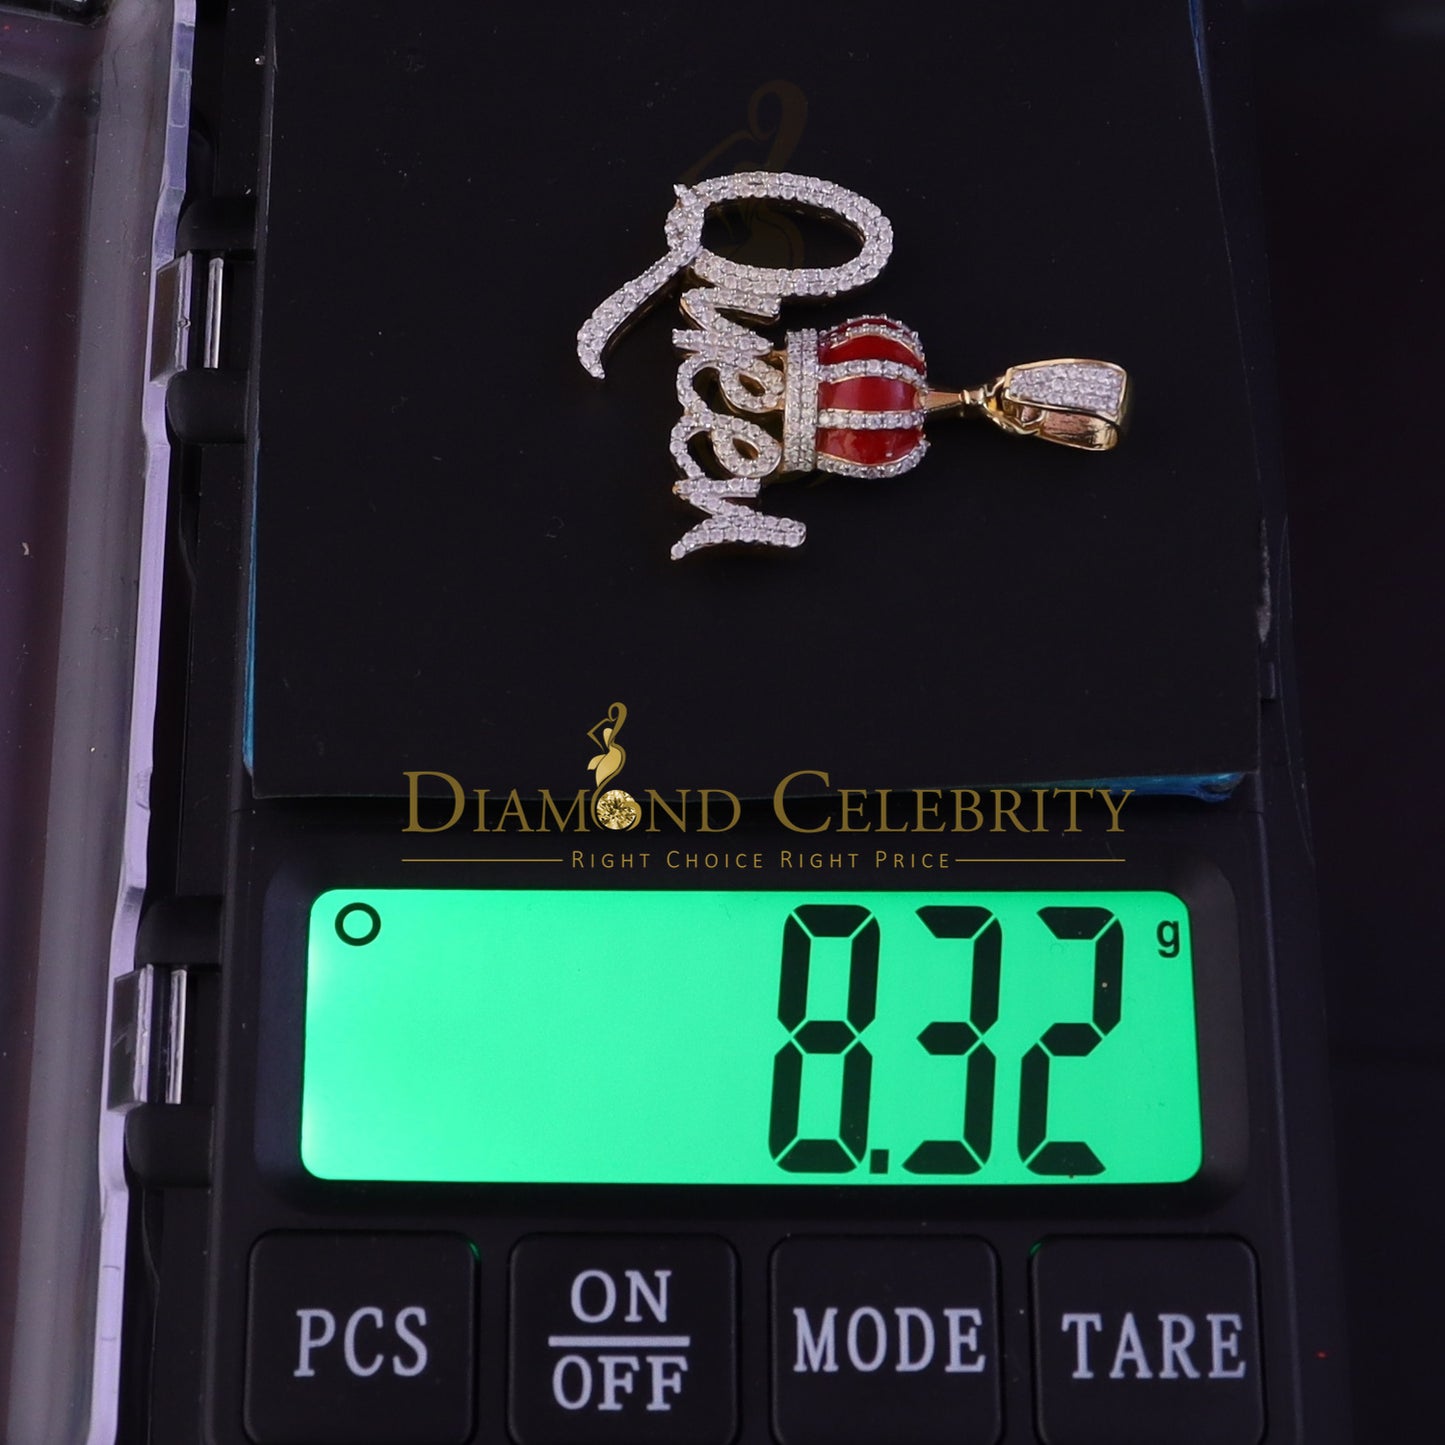 Queen
DIAMOND CELEBRITY
RIGHT CHOICE RIGHT PRICE
8.32 g
PCS
ON
OFF
MODE
TARE